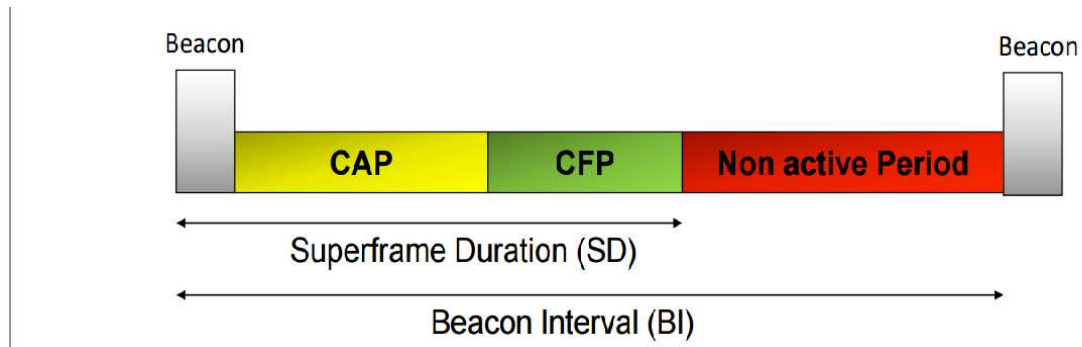 Beacon
Beacon
CAP
CFP
Non active Period
Superframe Duration (SD)
Beacon Interval (BI)